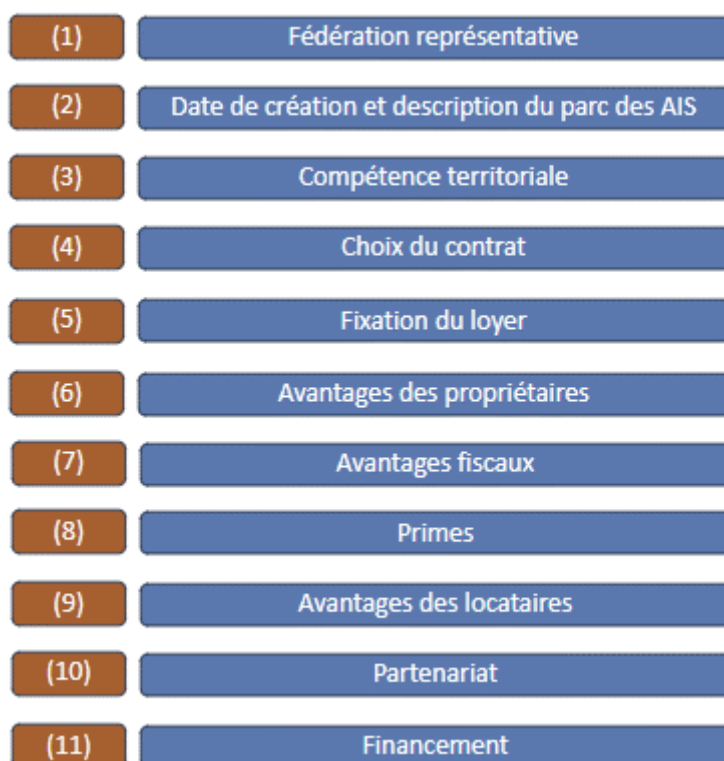 (1) Fédération représentative
(2) Date de création et description du parc des AIS
(3) Compétence territoriale
(4) Choix du contrat
(5) Fixation du loyer
(6) Avantages des propriétaires
(7) Avantages fiscaux
(8) Primes
(9) Avantages des locataires
(10) Partenariat
(11) Financement